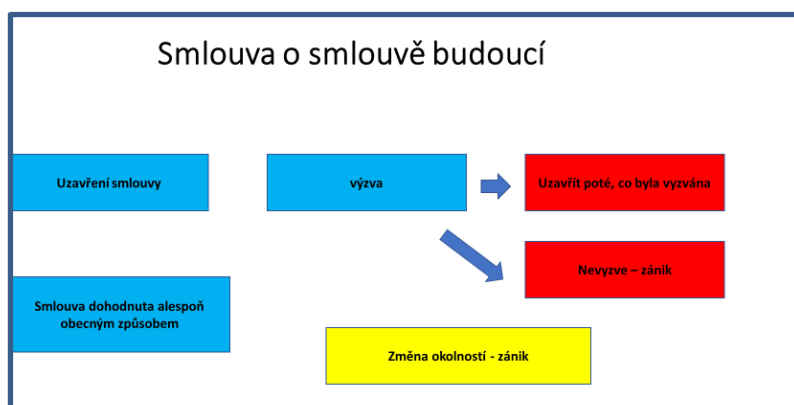 Smlouva o smlouvě budoucí
Uzavření smlouvy
výzva
Uzavřít poté, co byla vyzvána
Nevyzve – zánik
Smlouva dohodnuta alespoň
obecným způsobem
Změna okolností - zánik